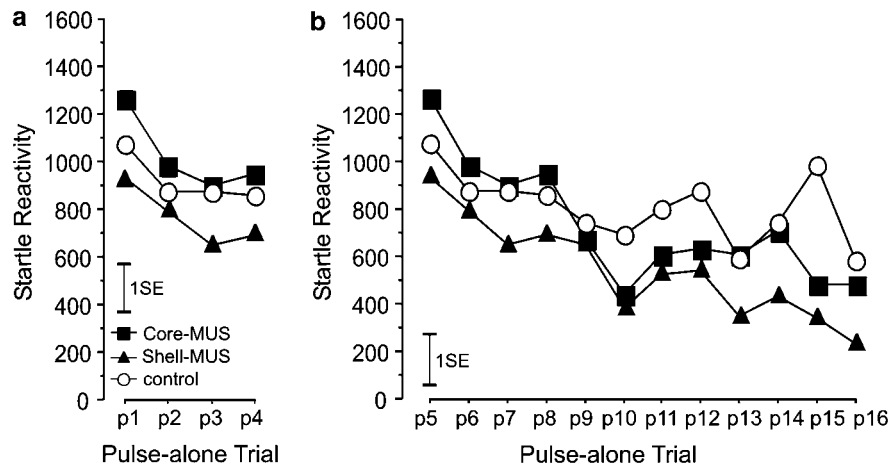 a
Startle Reactivity
1600
1400
1200
1000
800
600
400
200
0
1SE
Core-MUS
Shell-MUS
control
p1 p2 p3 p4
Pulse-alone Trial
b
Startle Reactivity
1600
1400
1200
1000
800
600
400
200
0
1SE
p5 p6 p7 p8 p9 p10 p11 p12 p13 p14 p15 p16
Pulse-alone Trial